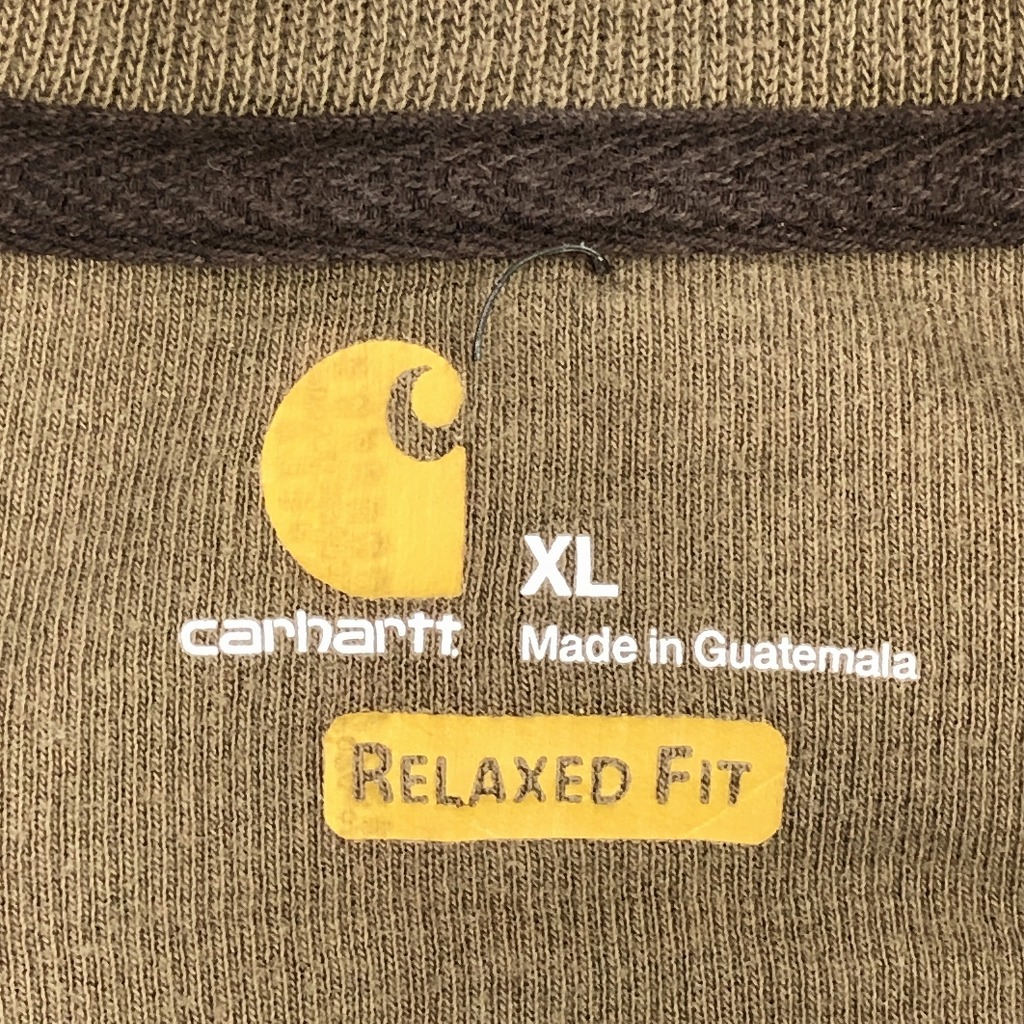 carhartt
XL
Made in Guatemala
RELAXED FIT